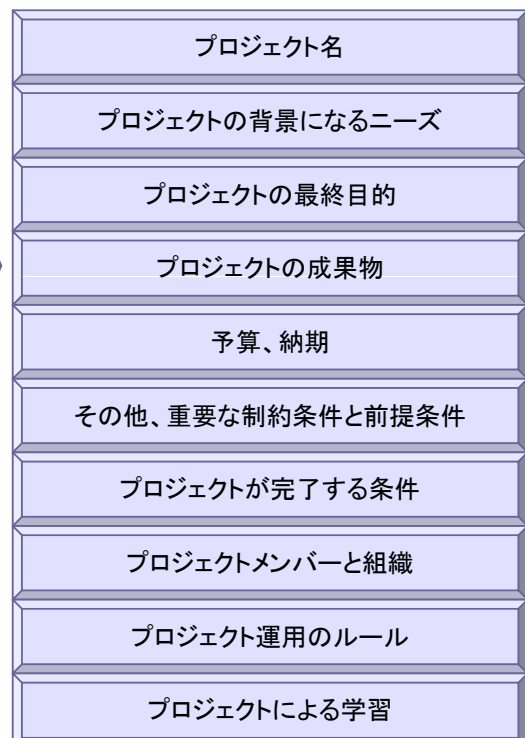 プロジェクト名
プロジェクトの背景になるニーズ
プロジェクトの最終目的
プロジェクトの成果物
予算、納期
その他、重要な制約条件と前提条件
プロジェクトが完了する条件
プロジェクトメンバーと組織
プロジェクト運用のルール
プロジェクトによる学習